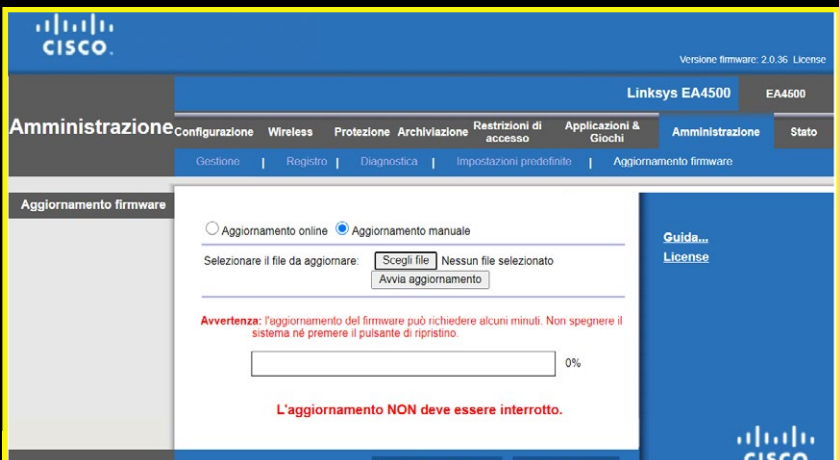 CISCO.
Versione firmware: 2.0.36 License
Linksys EA4500 EA4500
Amministrazione
Configurazione Wireless Protezione Archiviazione Restrizioni di accesso Applicazioni & Giochi Amministrazione Stato
Gestione | Registro | Diagnostica | Impostazioni predefinite | Aggiornamento firmware
Aggiornamento firmware
Aggiornamento online Aggiornamento manuale
Selezionare il file da aggiornare: Scegli file Nessun file selezionato
Avvia aggiornamento
Guida...
License
Avvertenza: l'aggiornamento del firmware può richiedere alcuni minuti. Non spegnere il
sistema né premere il pulsante di ripristino.
0%
L'aggiornamento NON deve essere interrotto.
CISCO